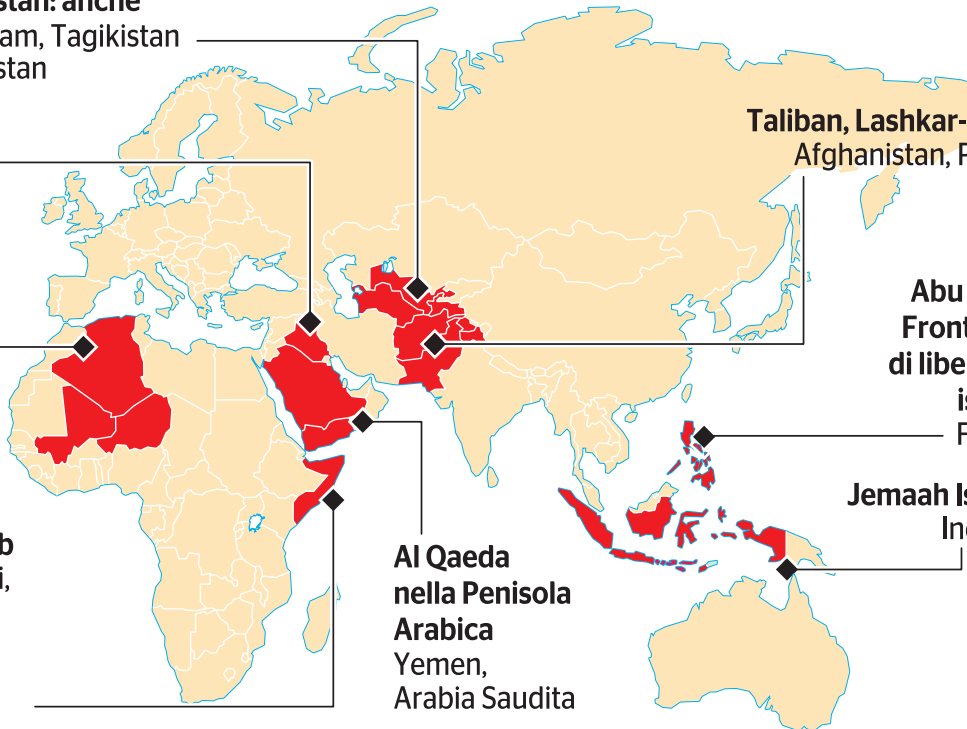 stan: anche
am, Tagikistan
stan
Taliban, Lashkar-
Afghanistan, P
Abu
Front
di libe
is
F
Jemaah Is
Ind
b
i,
Al Qaeda
nella Penisola
Arabica
Yemen,
Arabia Saudita